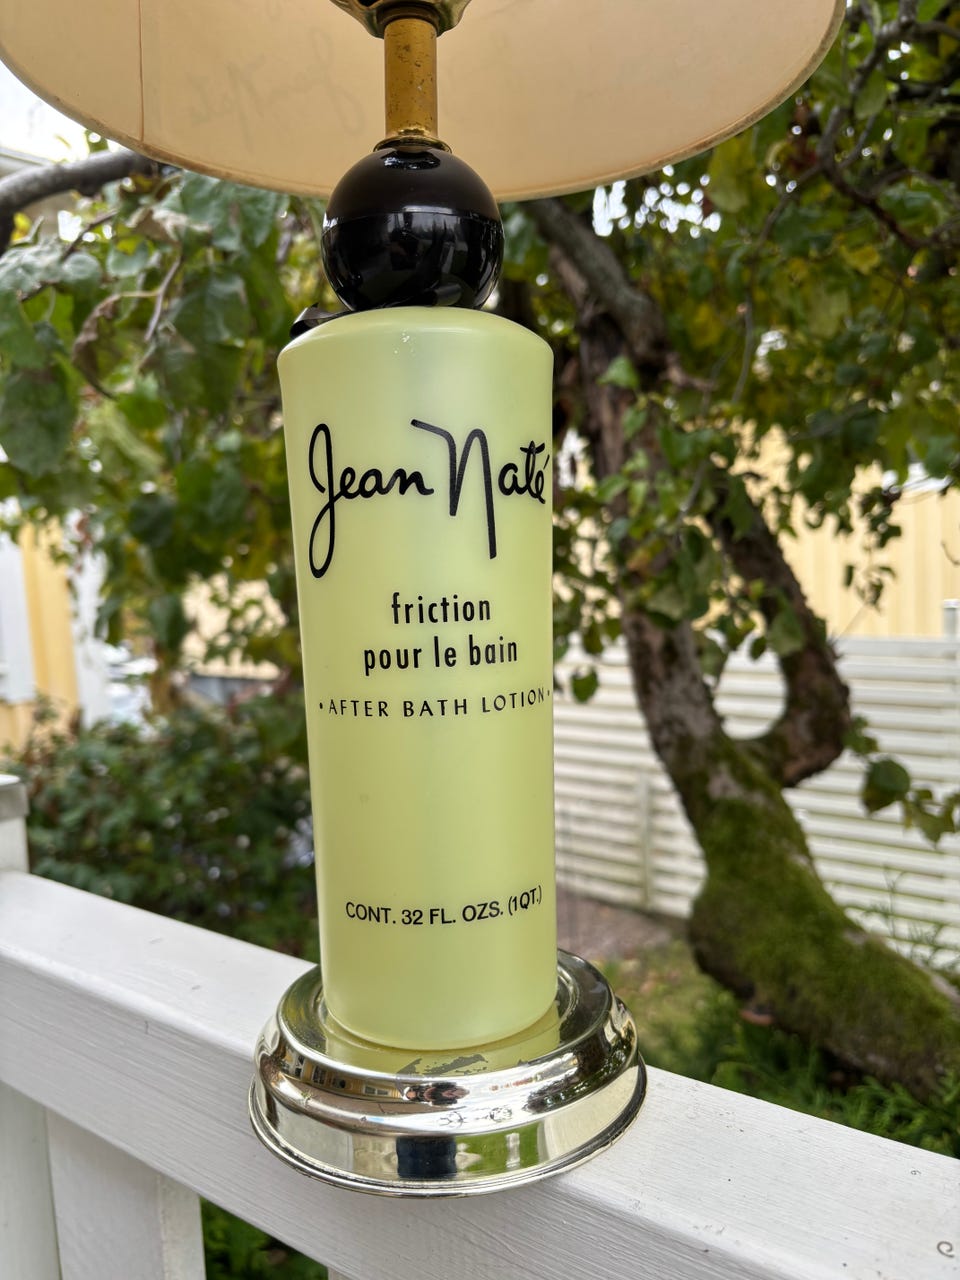 Jean Naté
friction
pour le bain
• AFTER BATH LOTION •
CONT. 32 FL. OZS. (1QT.)